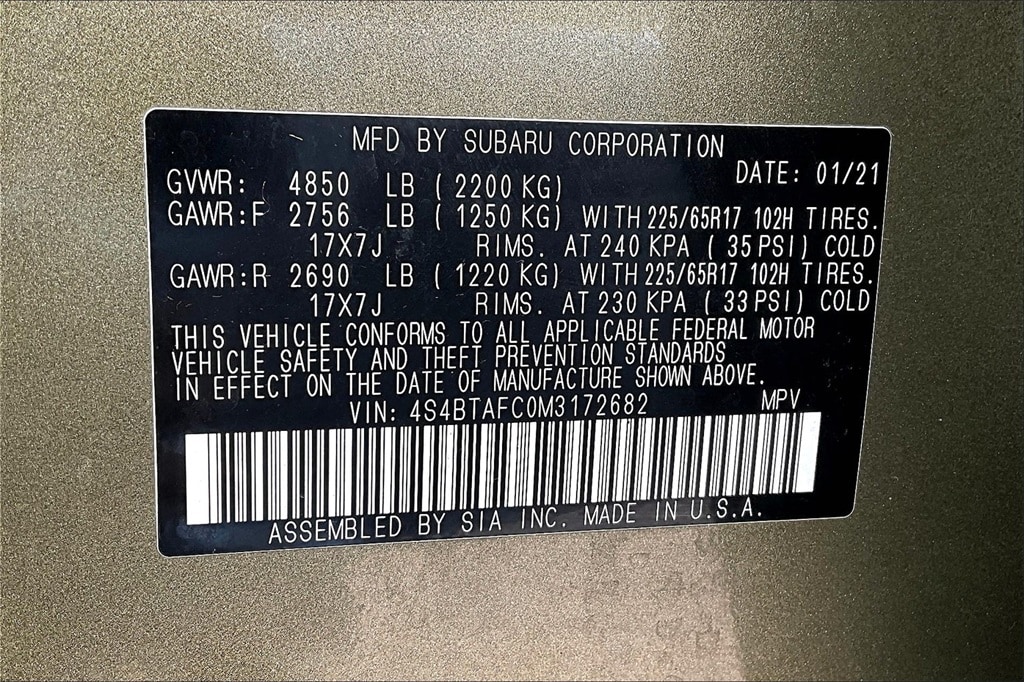 MFD BY SUBARU CORPORATION
DATE: 01/21
GVWR: 4850 LB (2200 KG)
GAWR:F 2756 LB (1250 KG) WITH 225/65R17 102H TIRES.
17X7J RIMS. AT 240 KPA (35 PSI) COLD
GAWR:R 2690 LB (1220 KG) WITH 225/65R17 102H TIRES.
17X7J RIMS. AT 230 KPA (33 PSI) COLD
THIS VEHICLE CONFORMS TO ALL APPLICABLE FEDERAL MOTOR
VEHICLE SAFETY AND THEFT PREVENTION STANDARDS
IN EFFECT ON THE DATE OF MANUFACTURE SHOWN ABOVE.
VIN: 4S4BTAFC0M3172682 MPV
ASSEMBLED BY SIA INC. MADE IN U.S.A.